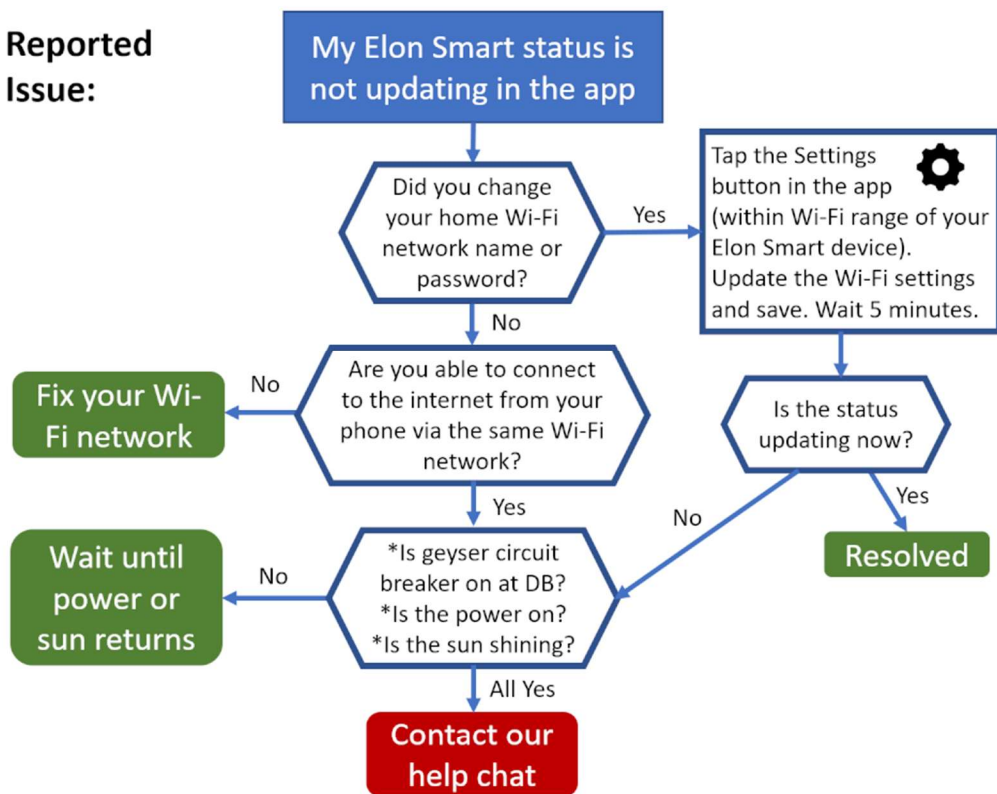 Reported
Issue:
My Elon Smart status is
not updating in the app
Did you change
your home Wi-Fi
network name or
password?
Yes
Tap the Settings
button in the app
(within Wi-Fi range of your
Elon Smart device).
Update the Wi-Fi settings
and save. Wait 5 minutes.
No
Are you able to connect
to the internet from your
phone via the same Wi-Fi
network?
No
Fix your Wi-
Fi network
Is the status
updating now?
Yes
Resolved
No
Yes
*Is geyser circuit
breaker on at DB?
*Is the power on?
*Is the sun shining?
No
Wait until
power or
sun returns
All Yes
Contact our
help chat